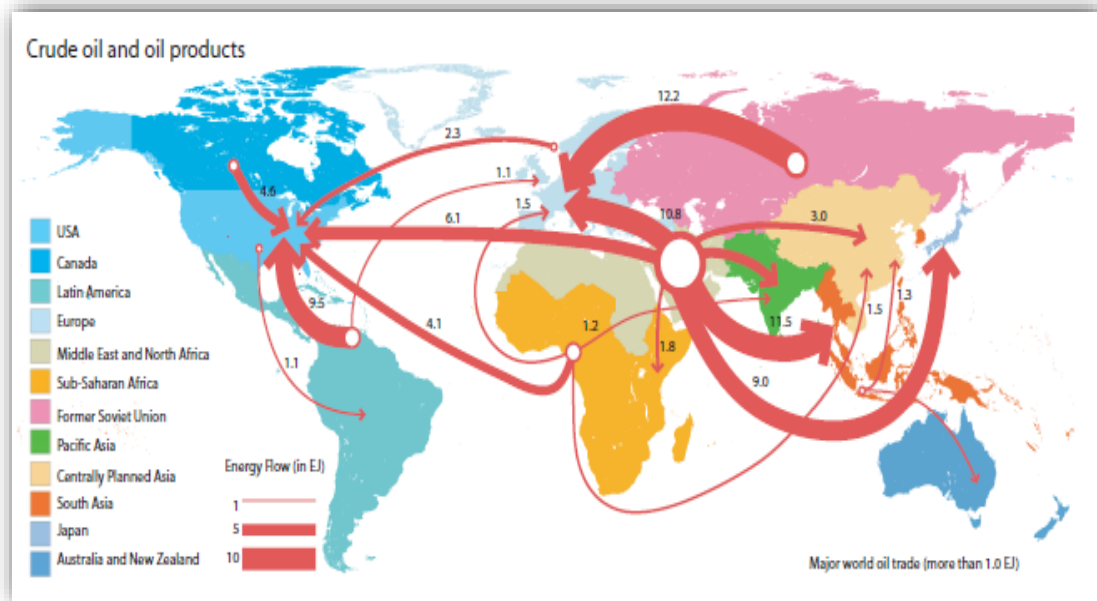 Crude oil and oil products
12.2
2.3
1.1
4.6
1.5
6.1
10.8
3.0
USA
Canada
Latin America
Europe
Middle East and North Africa
Sub-Saharan Africa
Former Soviet Union
Pacific Asia
Centrally Planned Asia
South Asia
Japan
Australia and New Zealand
9.5
4.1
1.2
1.8
11.5
1.5
1.3
1.1
9.0
Energy Flow (in EJ)
1
5
10
Major world oil trade (more than 1.0 EJ)